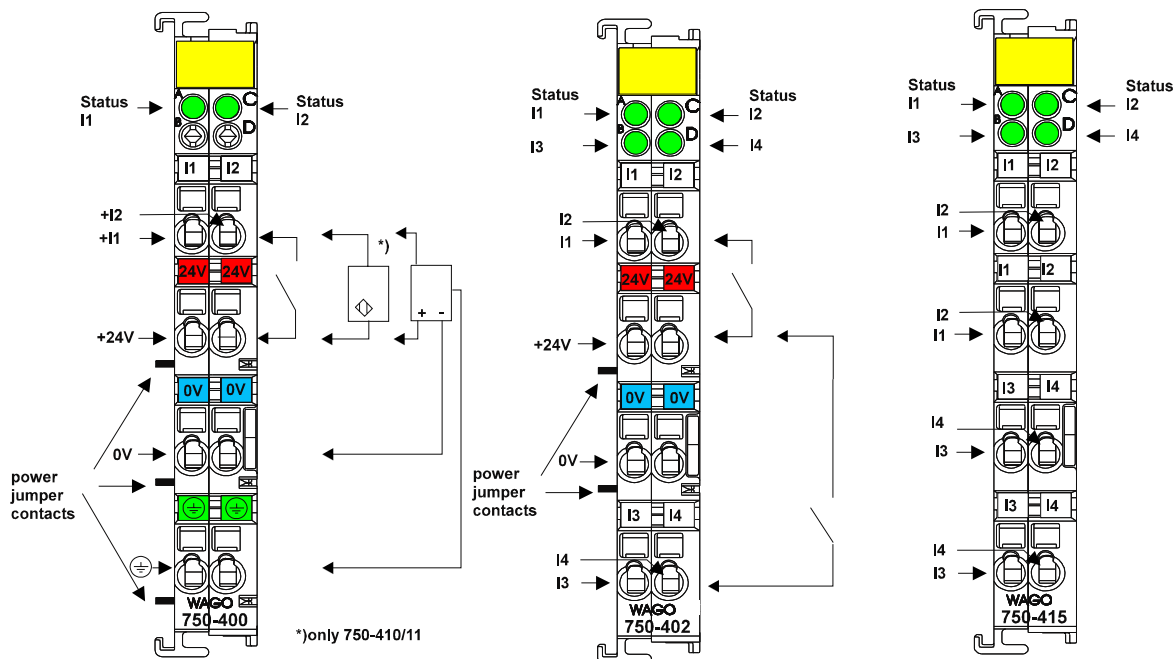 A C
B D
Status
I1
Status
I2
I1 I2
+I2
+I1
24V 24V
+24V
0V 0V
0V
power
jumper
contacts
WAGO
750-400
*)
+ -
*)only 750-410/11
A C
B D
Status
I1
I3
Status
I2
I4
I1 I2
I2
I1
24V 24V
+24V
0V 0V
0V
power
jumper
contacts
I3 I4
I4
I3
WAGO
750-402
A C
B D
Status
I1
I3
Status
I2
I4
I1 I2
I2
I1
I1 I2
I2
I1
I3 I4
I4
I3
I3 I4
I4
I3
WAGO
750-415